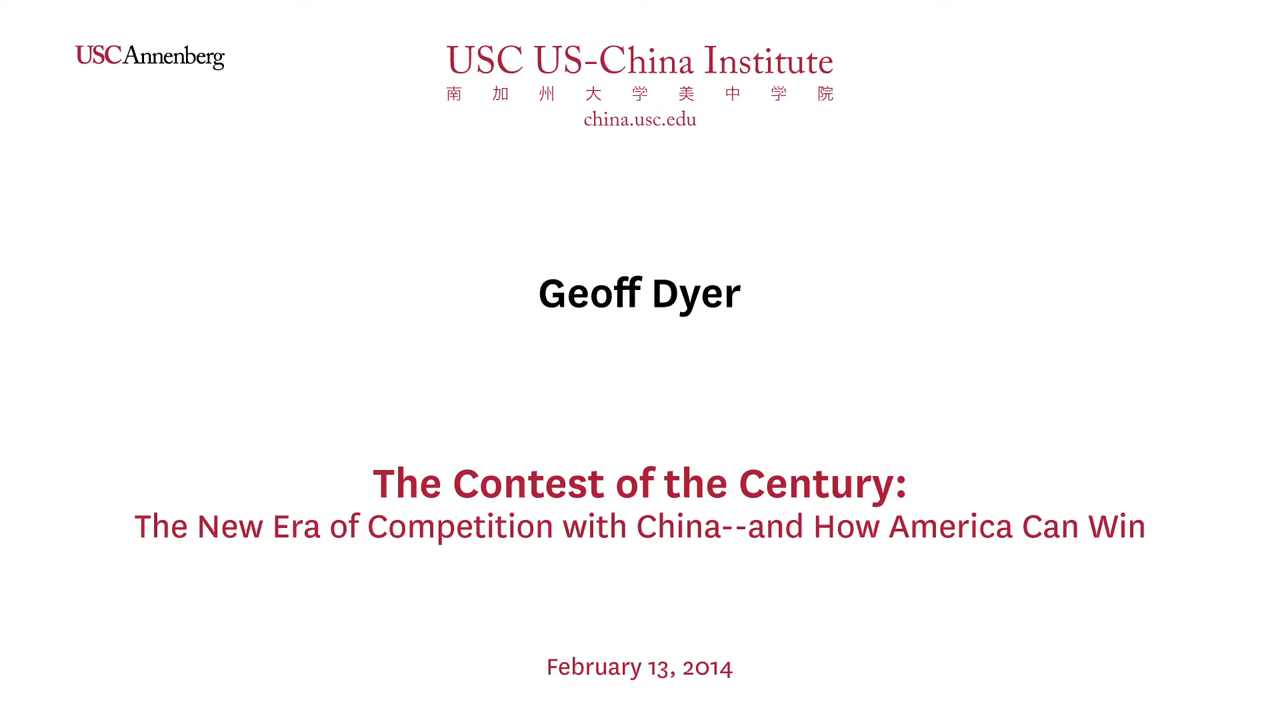 USC Annenberg
USC US-China Institute
南加州大学美中学院
china.usc.edu
Geoff Dyer
The Contest of the Century:
The New Era of Competition with China--and How America Can Win
February 13, 2014